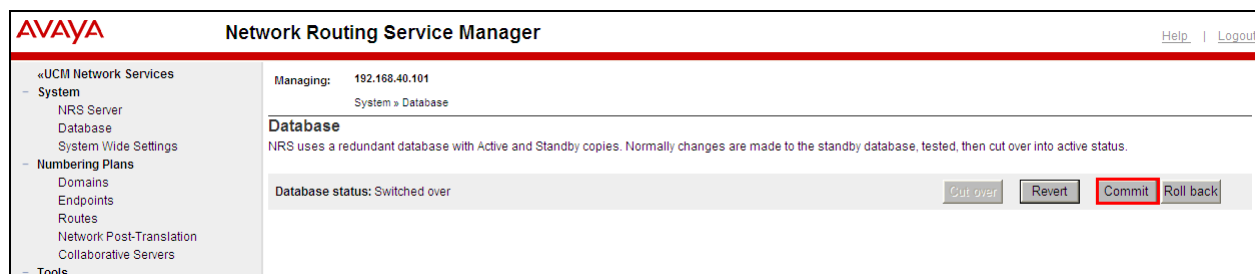 AVAYA
Network Routing Service Manager
Help | Logout
«UCM Network Services
− System
NRS Server
Database
System Wide Settings
− Numbering Plans
Domains
Endpoints
Routes
Network Post-Translation
Collaborative Servers
− Tools
Managing: 192.168.40.101
System » Database
Database
NRS uses a redundant database with Active and Standby copies. Normally changes are made to the standby database, tested, then cut over into active status.
Database status: Switched over
Cut over Revert Commit Roll back